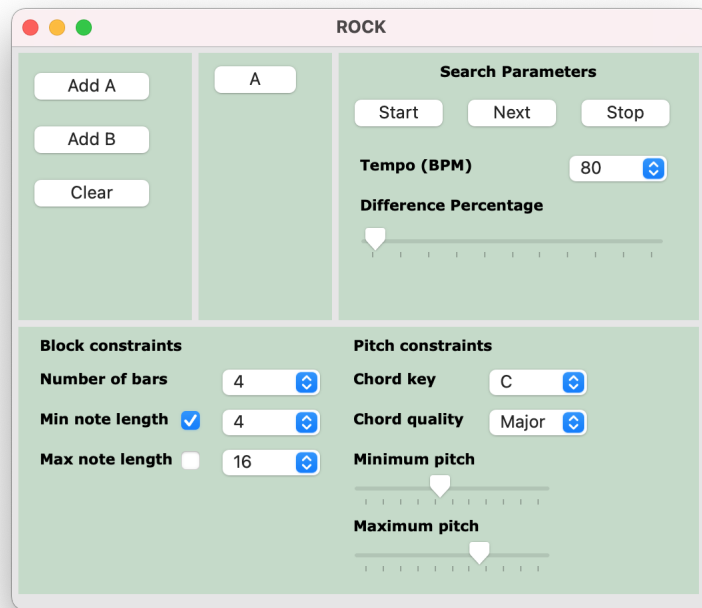 ROCK
Add A
Add B
Clear
A
Search Parameters
Start Next Stop
Tempo (BPM) 80
Difference Percentage
Block constraints
Number of bars 4
Min note length 4
Max note length 16
Pitch constraints
Chord key C
Chord quality Major
Minimum pitch
Maximum pitch